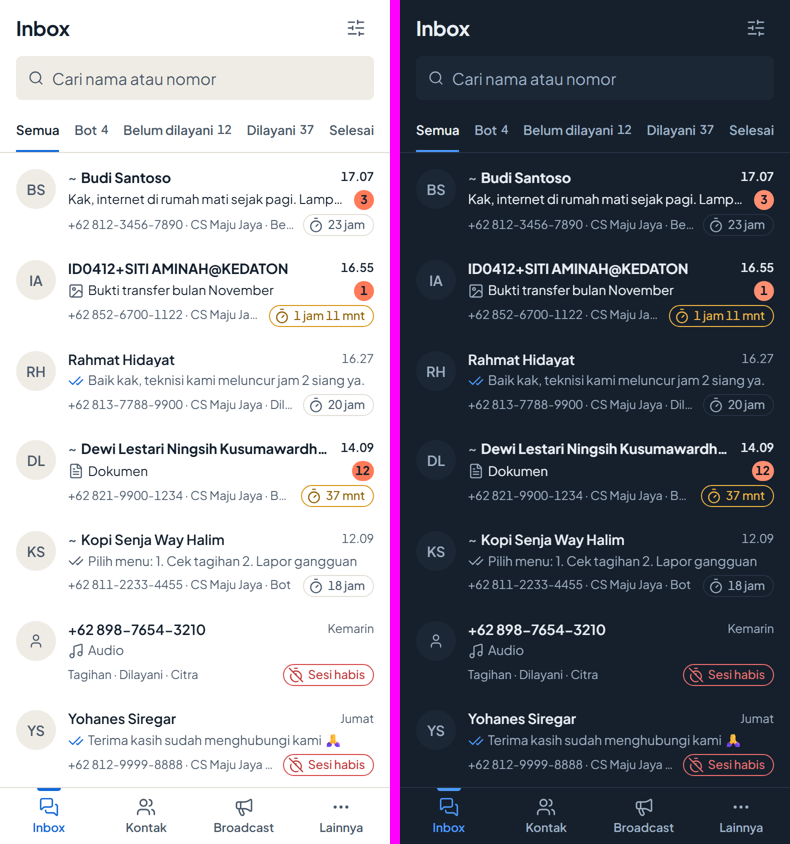 Inbox
Cari nama atau nomor
Semua Bot 4 Belum dilayani 12 Dilayani 37 Selesai
BS ~ Budi Santoso 17.07
Kak, internet di rumah mati sejak pagi. Lamp... 3
+62 812-3456-7890 · CS Maju Jaya · Be... 23 jam
IA ID0412+SITI AMINAH@KEDATON 16.55
Bukti transfer bulan November 1
+62 852-6700-1122 · CS Maju Ja... 1 jam 11 mnt
RH Rahmat Hidayat 16.27
Baik kak, teknisi kami meluncur jam 2 siang ya.
+62 813-7788-9900 · CS Maju Jaya · Dil... 20 jam
DL ~ Dewi Lestari Ningsih Kusumawardh... 14.09
Dokumen 12
+62 821-9900-1234 · CS Maju Jaya · B... 37 mnt
KS ~ Kopi Senja Way Halim 12.09
Pilih menu: 1. Cek tagihan 2. Lapor gangguan
+62 811-2233-4455 · CS Maju Jaya · Bot 18 jam
+62 898-7654-3210 Kemarin
Audio
Tagihan · Dilayani · Citra Sesi habis
YS Yohanes Siregar Jumat
Terima kasih sudah menghubungi kami 🙏
+62 812-9999-8888 · CS Maju Jaya ... Sesi habis
Inbox Kontak Broadcast Lainnya
Inbox
Cari nama atau nomor
Semua Bot 4 Belum dilayani 12 Dilayani 37 Selesai
BS ~ Budi Santoso 17.07
Kak, internet di rumah mati sejak pagi. Lamp... 3
+62 812-3456-7890 · CS Maju Jaya · Be... 23 jam
IA ID0412+SITI AMINAH@KEDATON 16.55
Bukti transfer bulan November 1
+62 852-6700-1122 · CS Maju Ja... 1 jam 11 mnt
RH Rahmat Hidayat 16.27
Baik kak, teknisi kami meluncur jam 2 siang ya.
+62 813-7788-9900 · CS Maju Jaya · Dil... 20 jam
DL ~ Dewi Lestari Ningsih Kusumawardh... 14.09
Dokumen 12
+62 821-9900-1234 · CS Maju Jaya · B... 37 mnt
KS ~ Kopi Senja Way Halim 12.09
Pilih menu: 1. Cek tagihan 2. Lapor gangguan
+62 811-2233-4455 · CS Maju Jaya · Bot 18 jam
+62 898-7654-3210 Kemarin
Audio
Tagihan · Dilayani · Citra Sesi habis
YS Yohanes Siregar Jumat
Terima kasih sudah menghubungi kami 🙏
+62 812-9999-8888 · CS Maju Jaya ... Sesi habis
Inbox Kontak Broadcast Lainnya